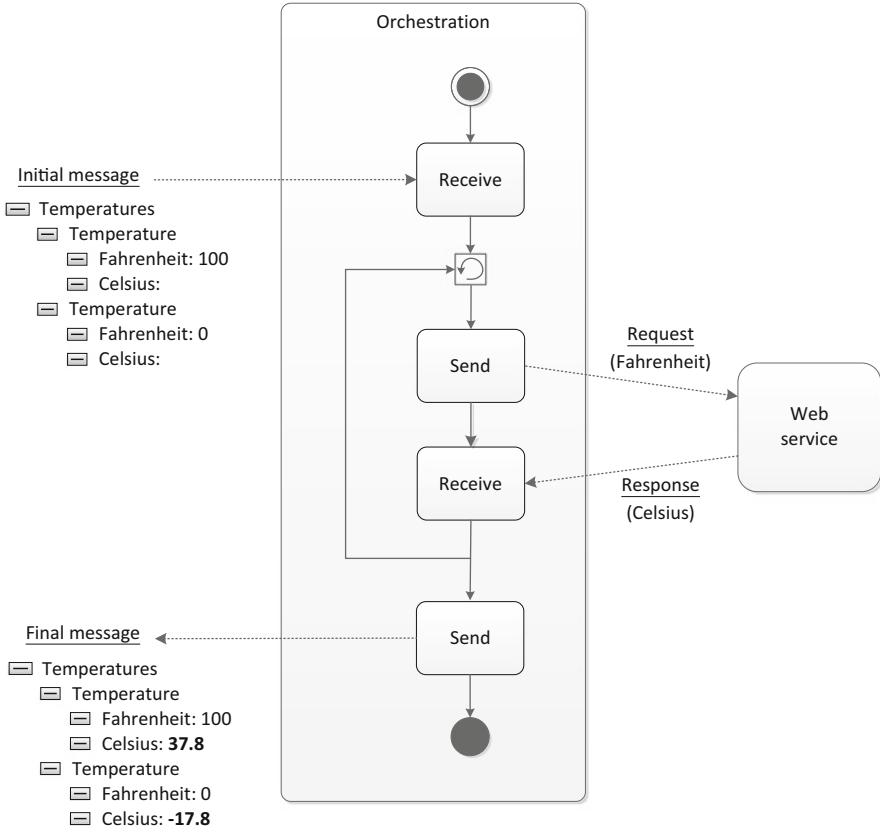 Orchestration
Receive
Initial message
Temperatures
Temperature
Fahrenheit: 100
Celsius:
Temperature
Fahrenheit: 0
Celsius:
Send
Request
(Fahrenheit)
Web
service
Receive
Response
(Celsius)
Send
Final message
Temperatures
Temperature
Fahrenheit: 100
Celsius: 37.8
Temperature
Fahrenheit: 0
Celsius: -17.8